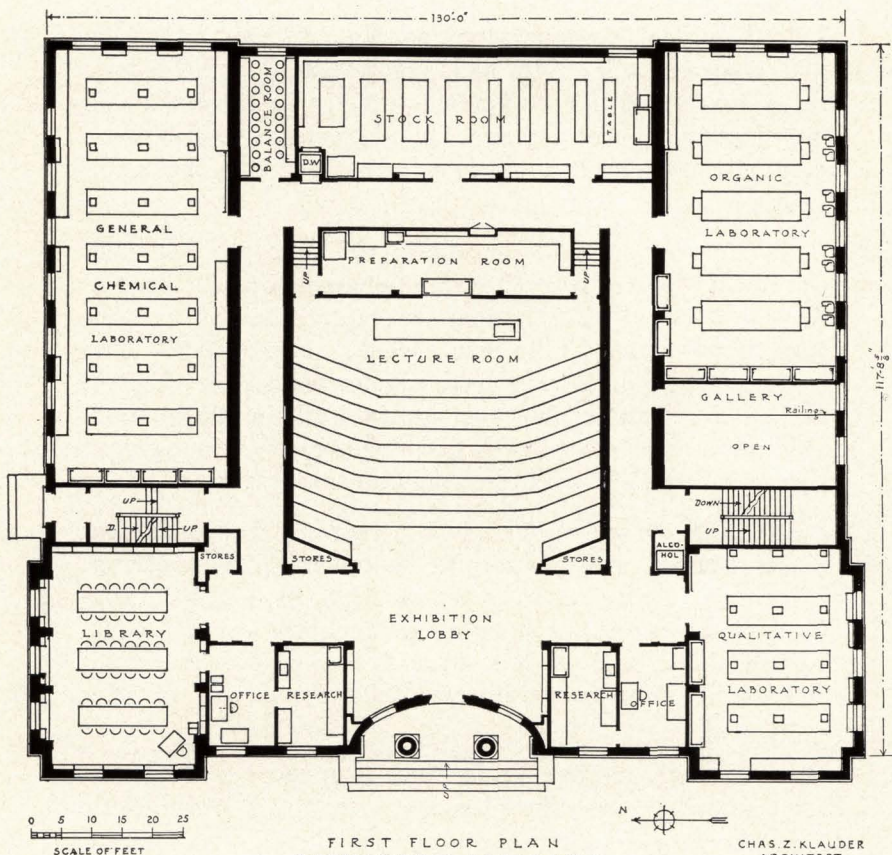 130'-0"
BALANCE ROOM
STOCK ROOM
TABLE
D.W
ORGANIC
LABORATORY
GENERAL
CHEMICAL
LABORATORY
UP
PREPARATION ROOM
UP
LECTURE ROOM
117'-8
GALLERY
Railing
OPEN
UP
D.
UP
DOWN
UP
STORES
STORES
STORES
ALCO-
HOL
LIBRARY
EXHIBITION
LOBBY
QUALITATIVE
LABORATORY
OFFICE
RESEARCH
RESEARCH
OFFICE
UP
N
0 5 10 15 20 25
SCALE OF FEET
FIRST FLOOR PLAN
CHAS. Z. KLAUDER
ARCHITECT